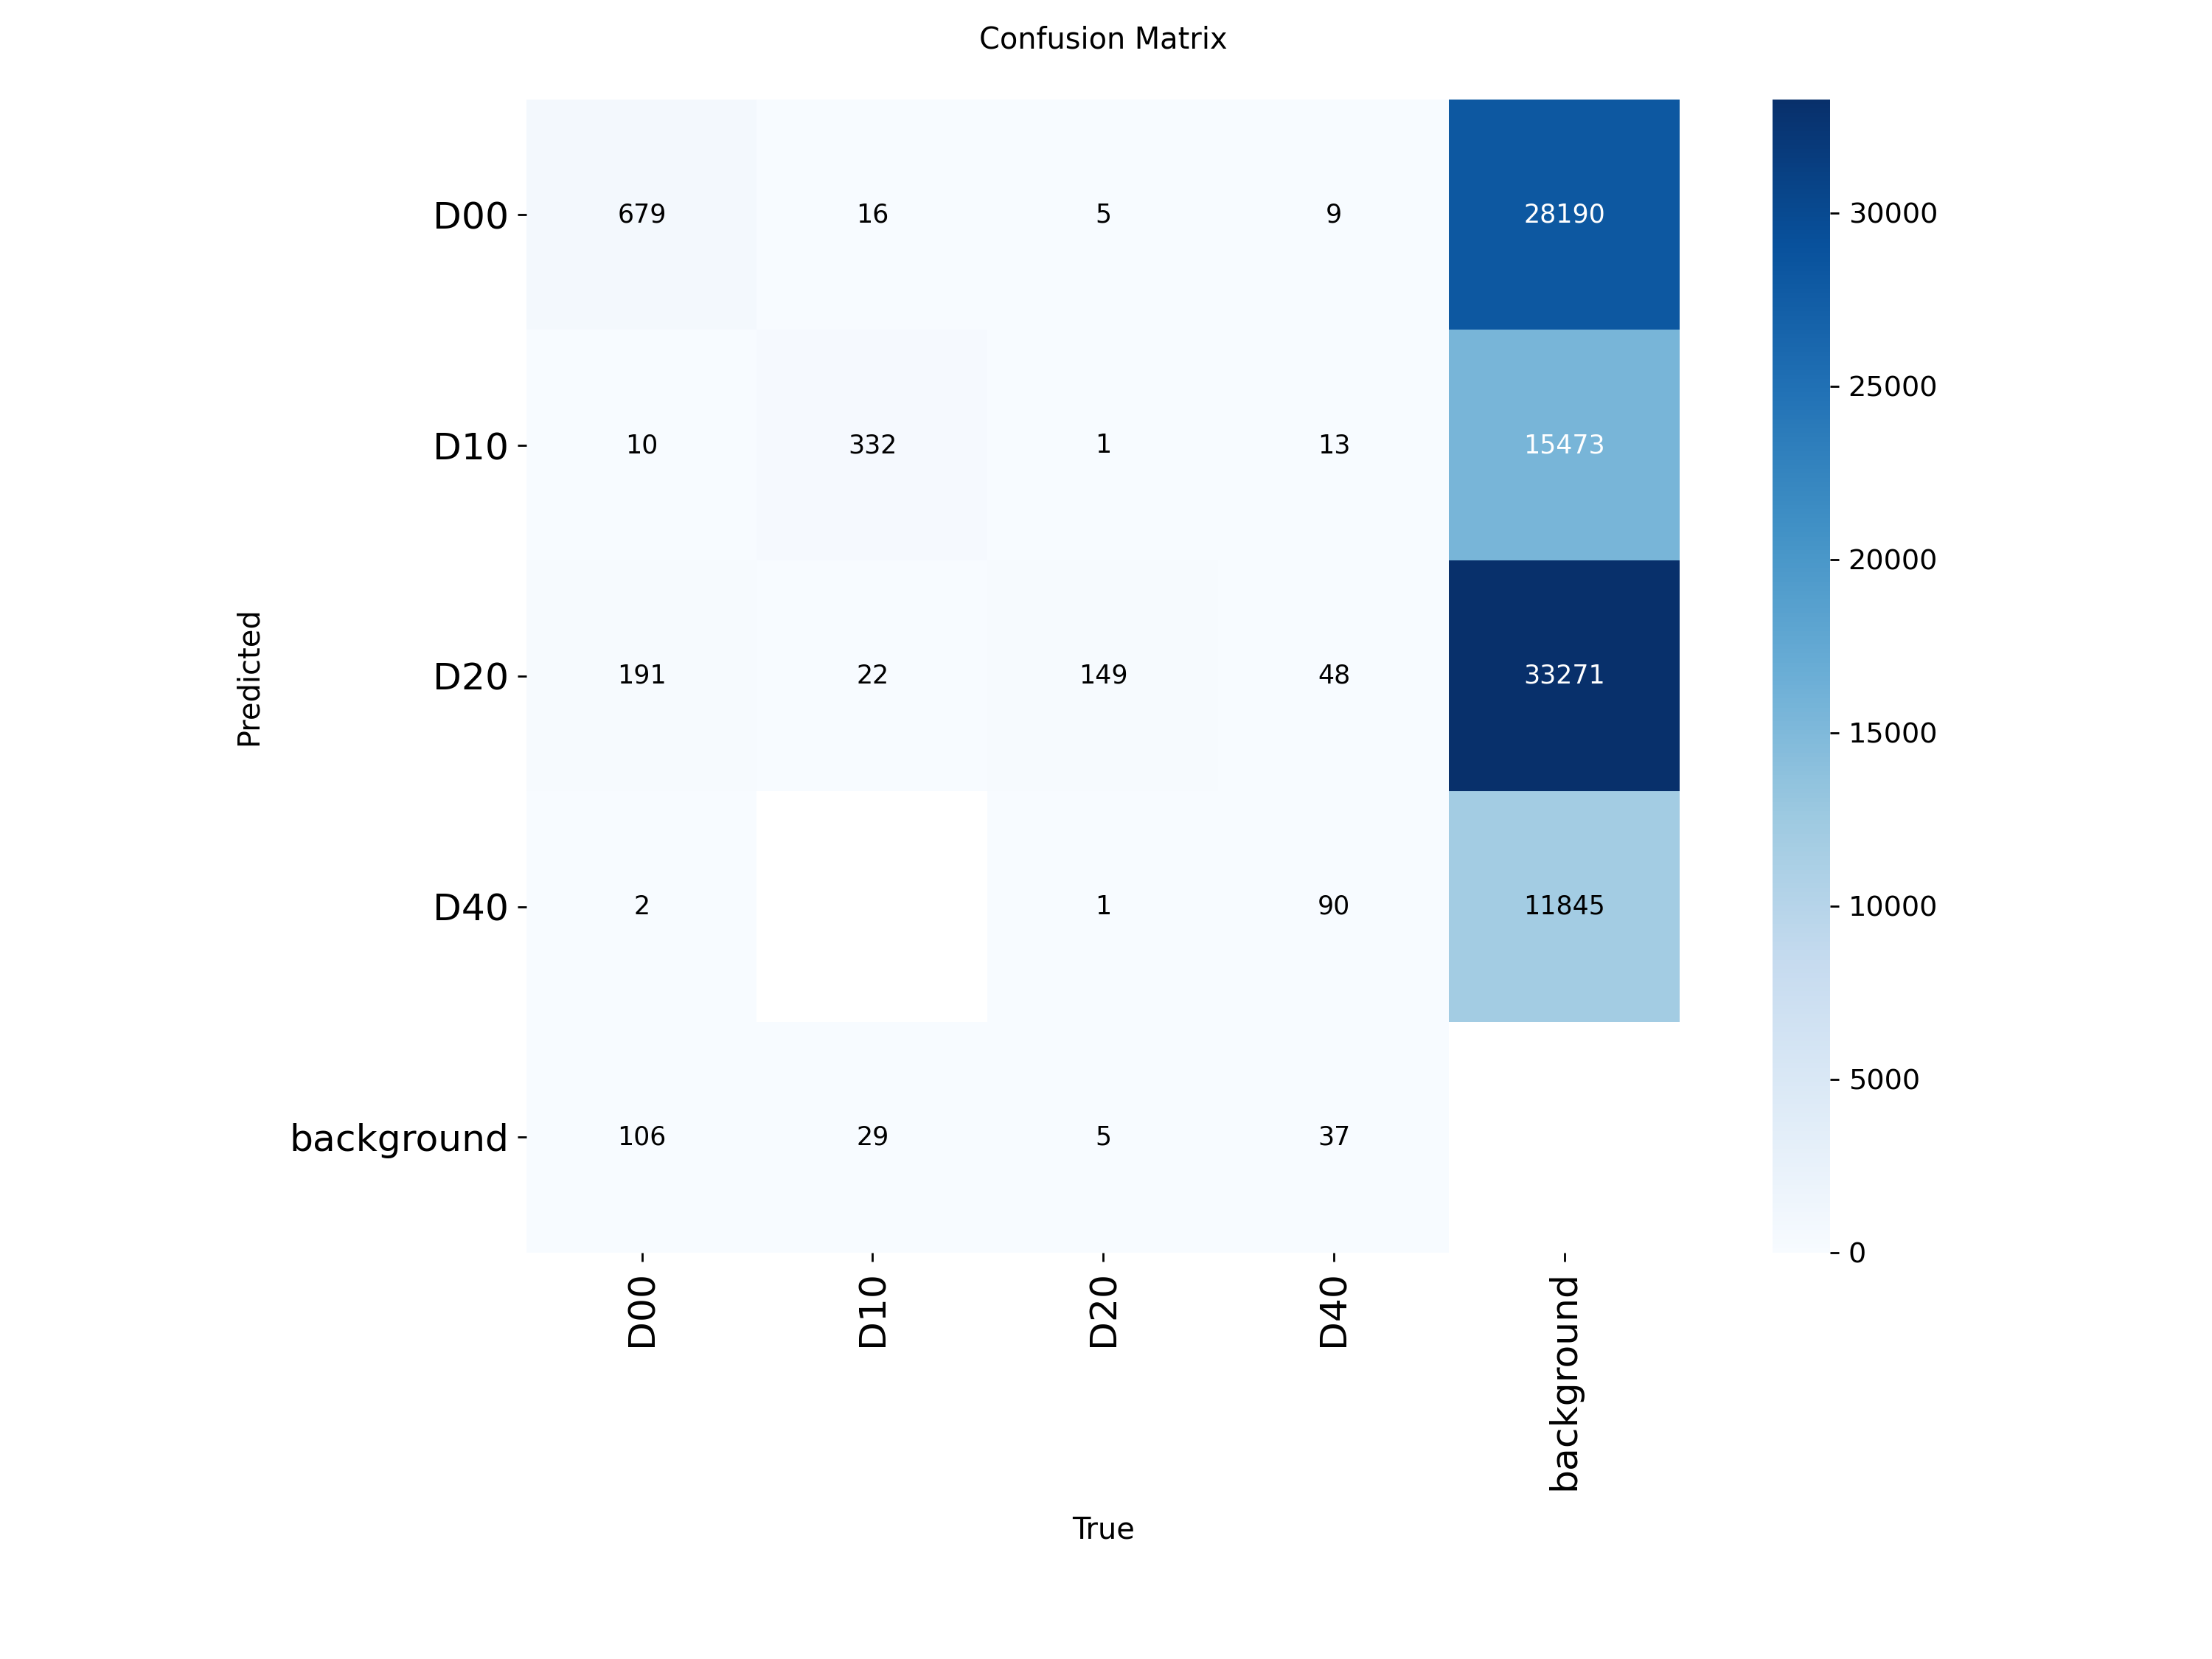 Confusion Matrix
D00 679 16 5 9 28190
D10 10 332 1 13 15473
D20 191 22 149 48 33271
D40 2 1 90 11845
background 106 29 5 37
Predicted
D00 D10 D20 D40 background
True
30000
25000
20000
15000
10000
5000
0